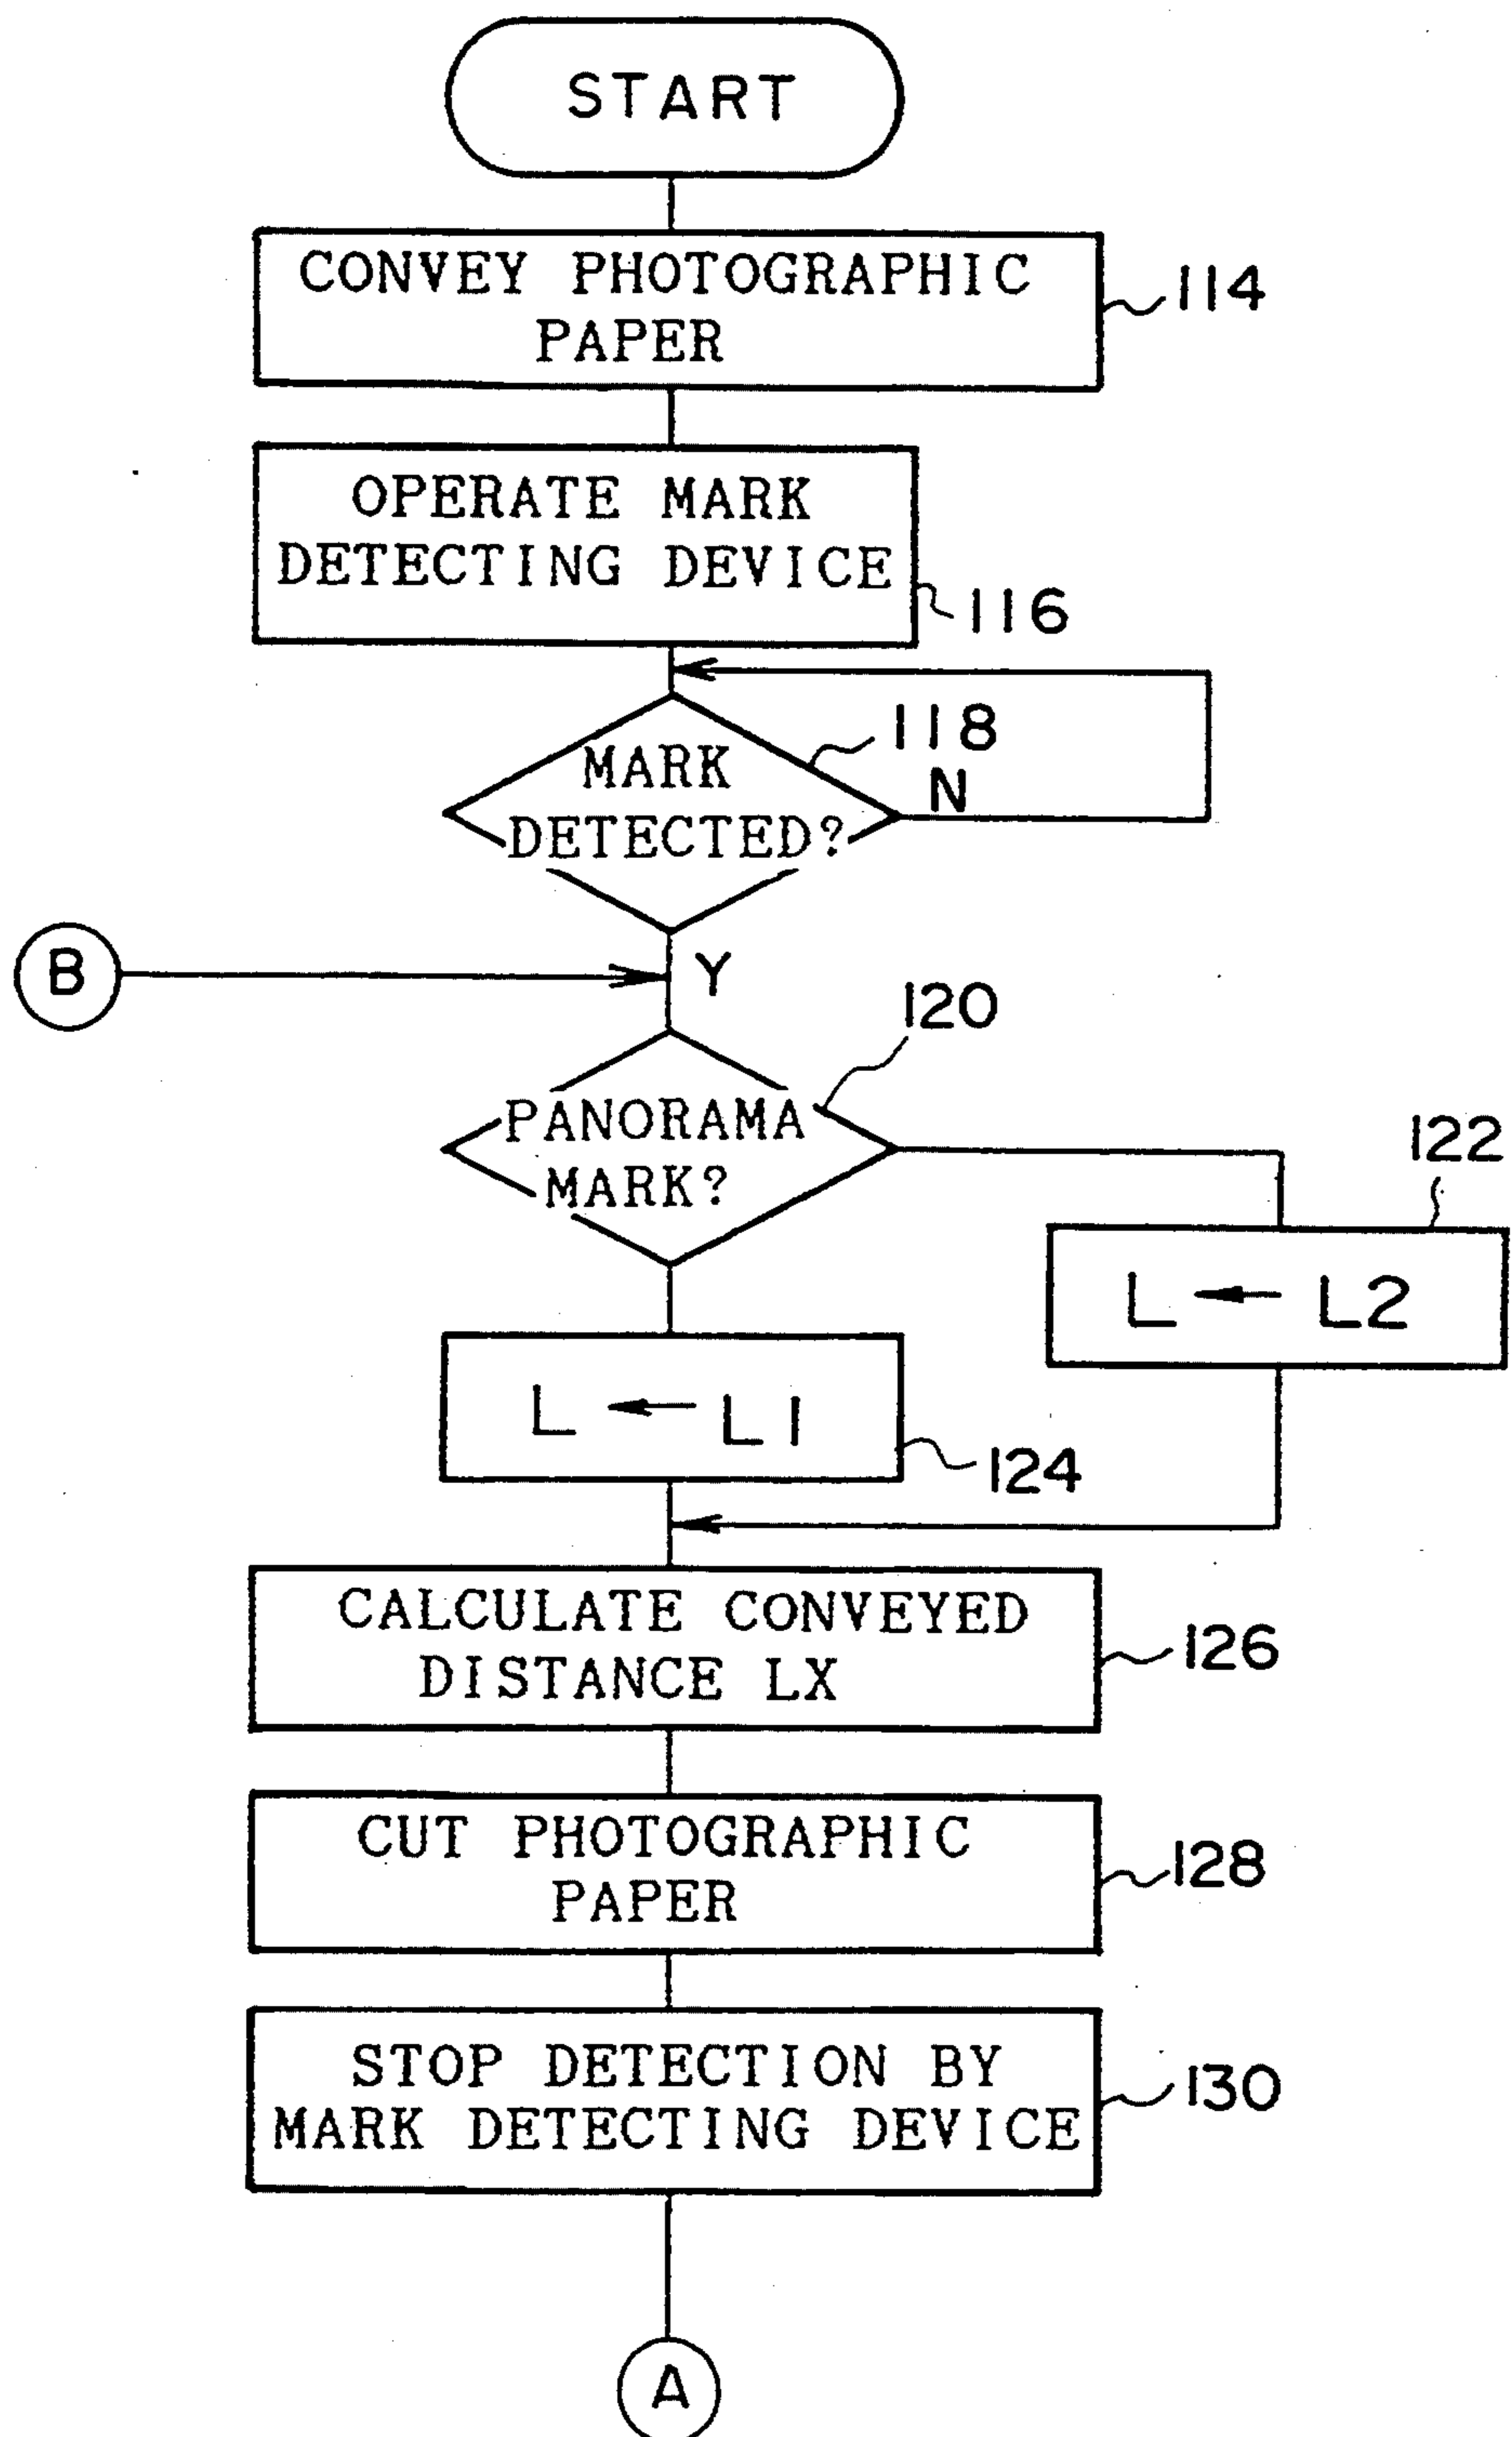 START
CONVEY PHOTOGRAPHIC
PAPER
114
OPERATE MARK
DETECTING DEVICE
116
118
MARK
DETECTED?
N
B
Y
120
PANORAMA
MARK?
122
L ← L2
L ← L1
124
CALCULATE CONVEYED
DISTANCE LX
126
CUT PHOTOGRAPHIC
PAPER
128
STOP DETECTION BY
MARK DETECTING DEVICE
130
A